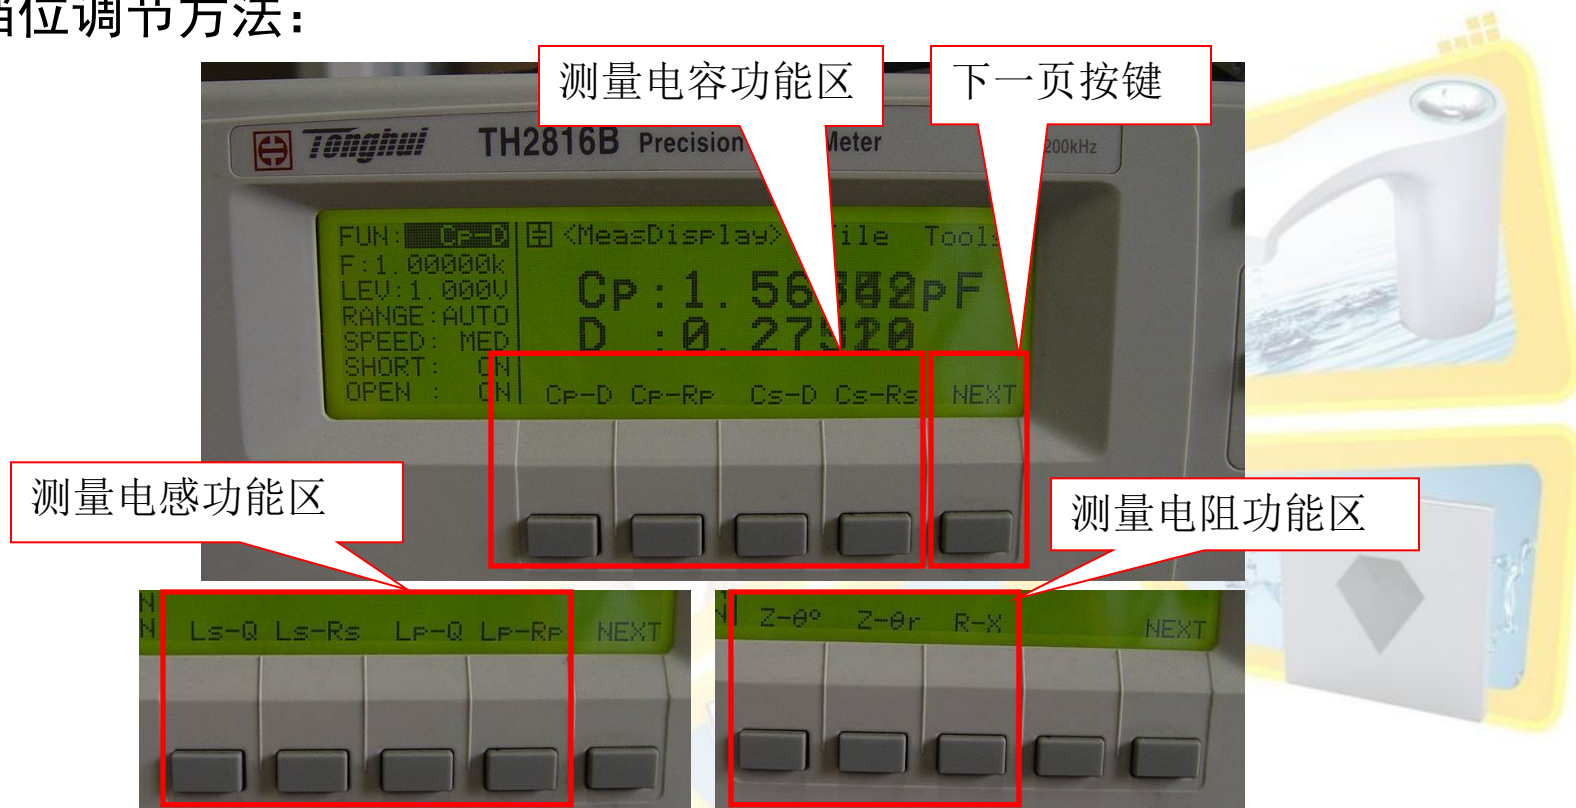 位调节方法：
测量电容功能区
下一页按键
Tonghui TH2816B Precision Meter 200kHz
FUN: Cp-D <MeasDisplay> File Tools
F:1.00000k
LEV:1.000V
Cp:1.56 pF
RANGE:AUTO
SPEED: MED
D :0.27 0
SHORT: ON
OPEN : ON Cp-D Cp-Rp Cs-D Cs-Rs NEXT
测量电感功能区
测量电阻功能区
N
N Ls-Q Ls-Rs Lp-Q Lp-Rp NEXT
N Z-θ° Z-θr R-X NEXT